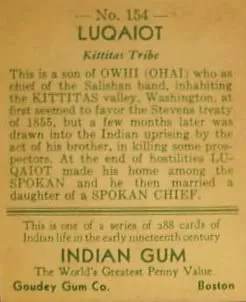 No. 154
LUQAIOT
Kittitas Tribe
This is a son of OWHI (OHAI) who as
chief of the Salishan band, inhabiting
the KITTITAS valley, Washington, at
first seemed to favor the Stevens treaty
of 1855, but a few months later was
drawn into the Indian uprising by the
act of his brother, in killing some pros-
pectors. At the end of hostilities LU-
QAIOT made his home among the
SPOKAN and he then married a
daughter of a SPOKAN CHIEF.
This is one of a series of 288 cards of
Indian life in the early nineteenth century
INDIAN GUM
The World's Greatest Penny Value
Goudey Gum Co. Boston